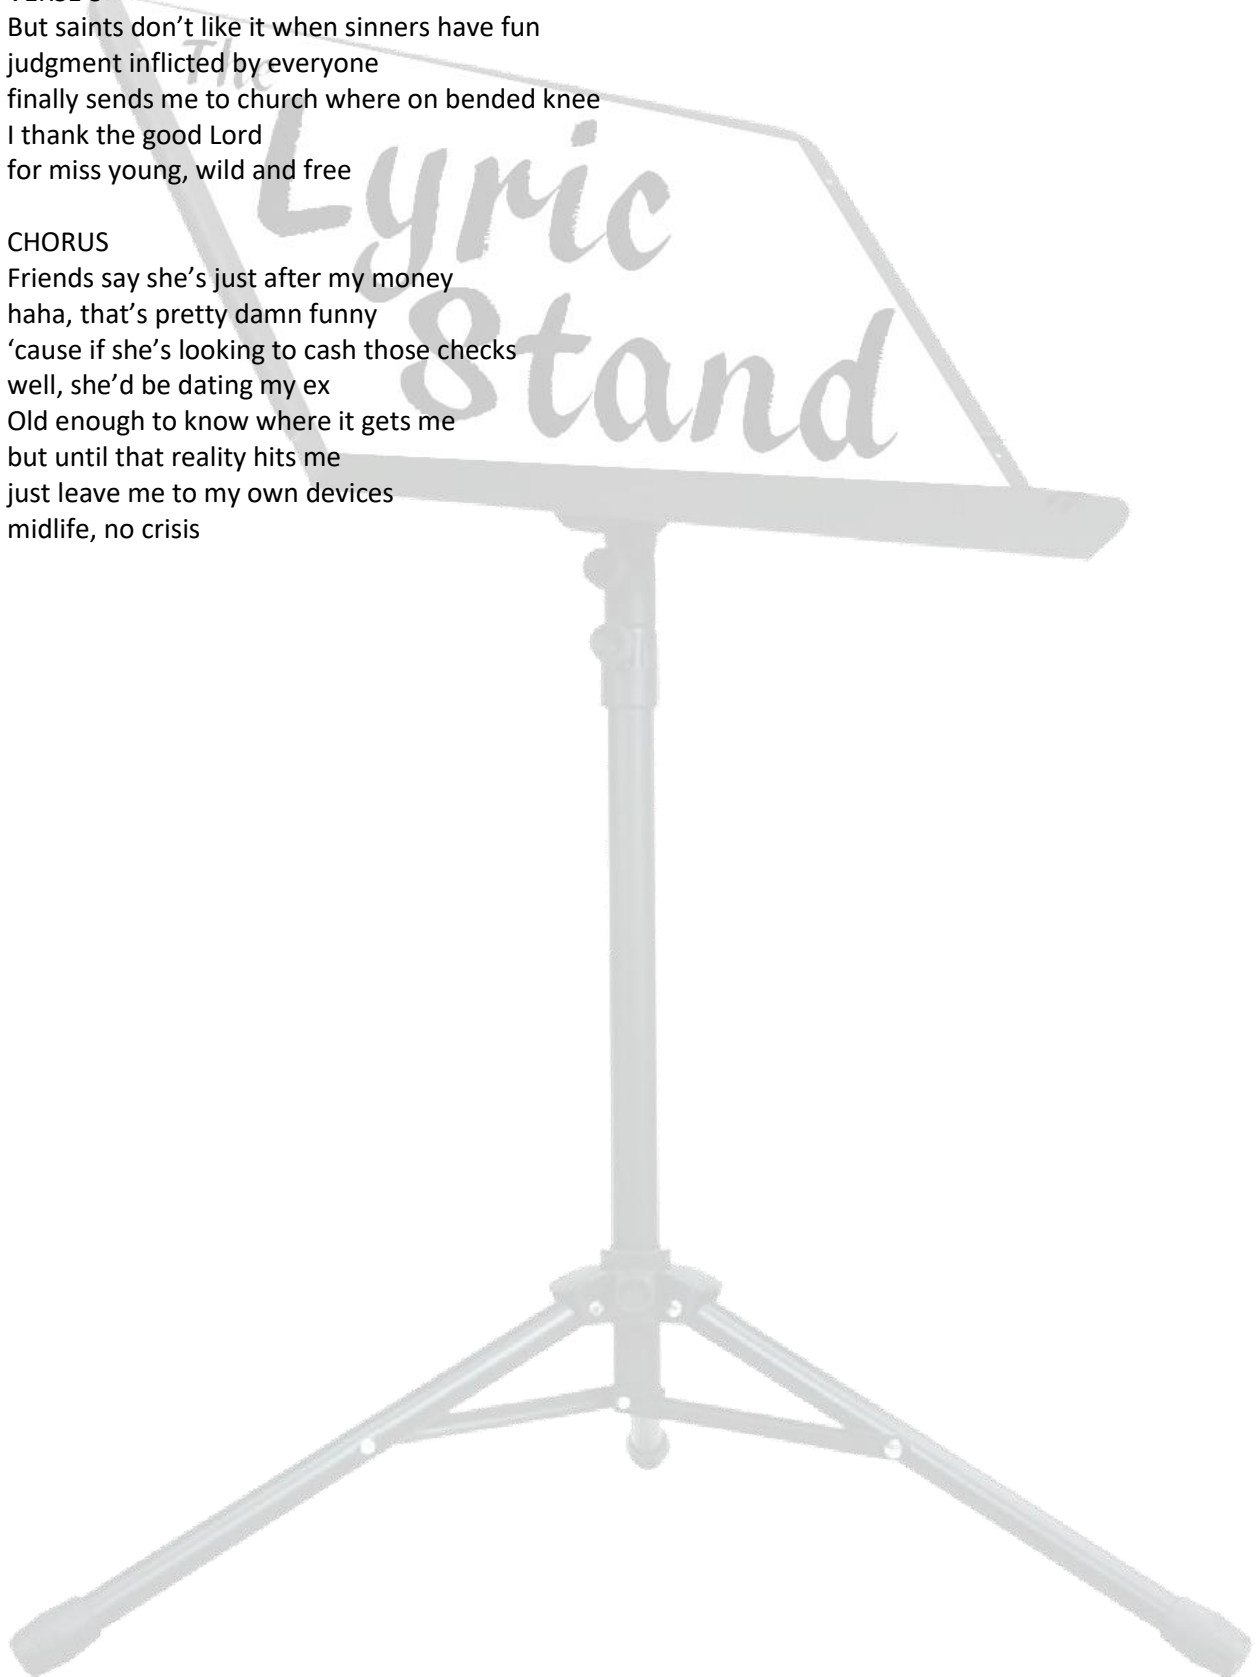 But saints don’t like it when sinners have fun
judgment inflicted by everyone
finally sends me to church where on bended knee
I thank the good Lord
for miss young, wild and free
CHORUS
Friends say she’s just after my money
haha, that’s pretty damn funny
‘cause if she’s looking to cash those checks
well, she’d be dating my ex
Old enough to know where it gets me
but until that reality hits me
just leave me to my own devices
midlife, no crisis
The
Lyric
Stand